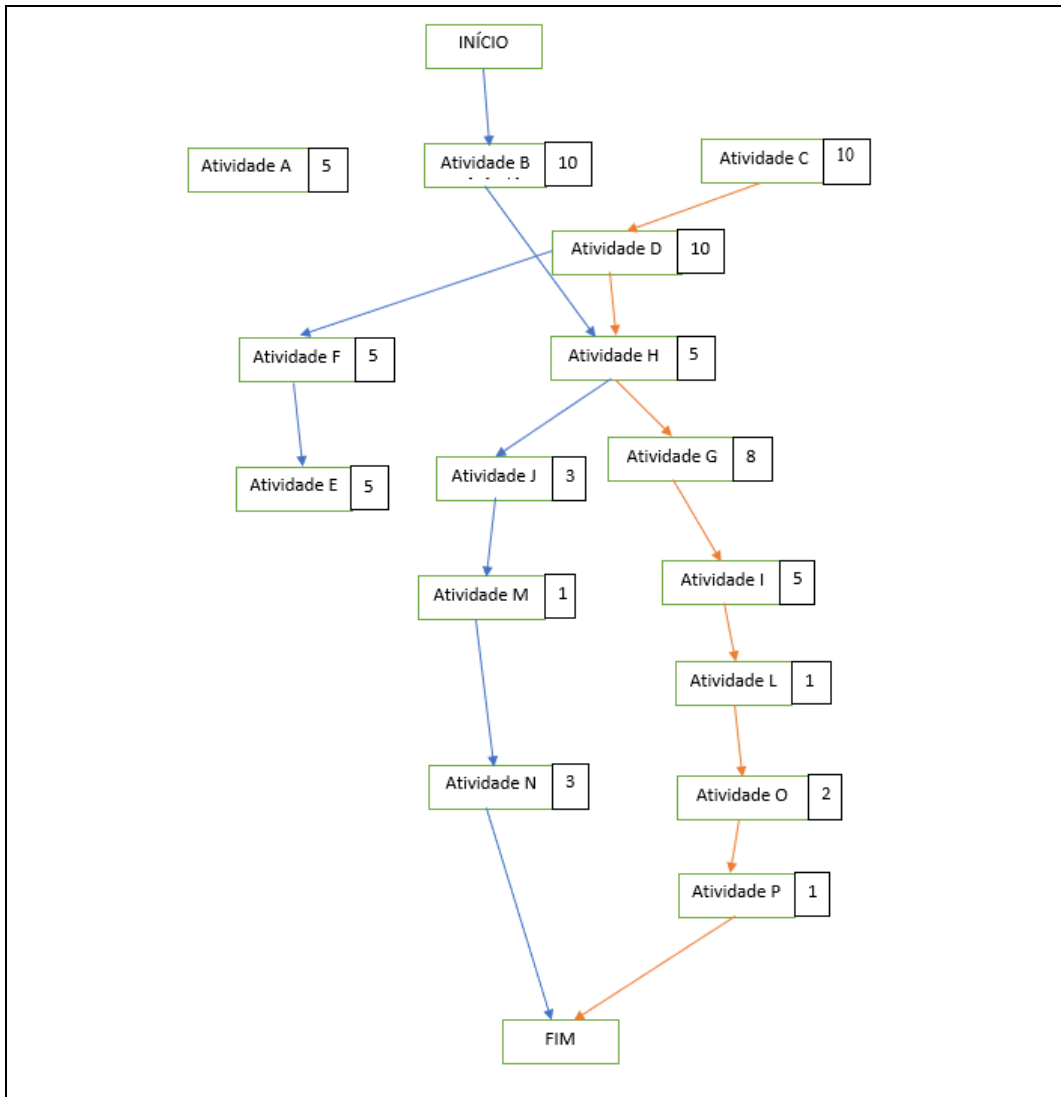 INÍCIO
Atividade A 5
Atividade B 10
Atividade C 10
Atividade D 10
Atividade F 5
Atividade H 5
Atividade G 8
Atividade E 5
Atividade J 3
Atividade I 5
Atividade M 1
Atividade L 1
Atividade N 3
Atividade O 2
Atividade P 1
FIM